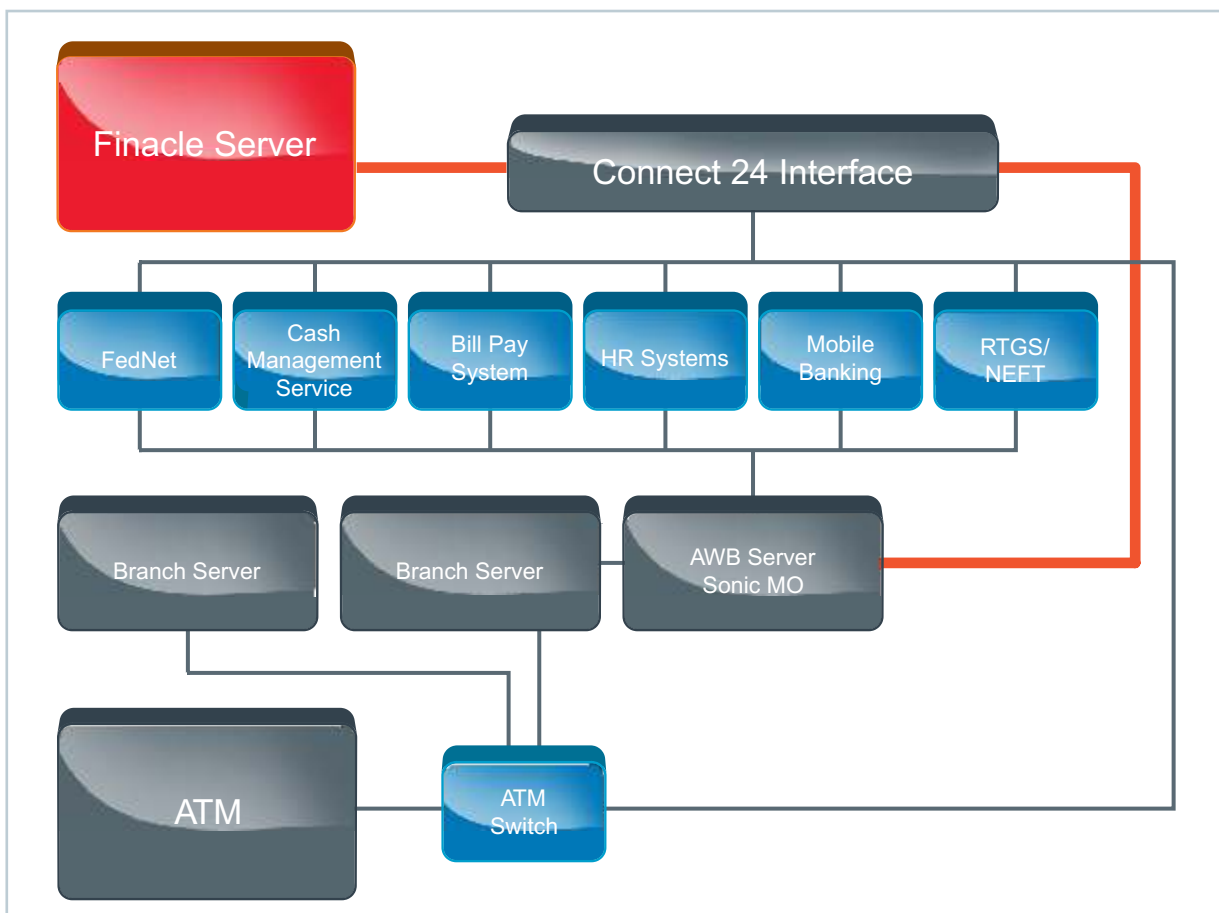 Finacle Server
Connect 24 Interface
FedNet
Cash
Management
Service
Bill Pay
System
HR Systems
Mobile
Banking
RTGS/
NEFT
Branch Server
Branch Server
AWB Server
Sonic MO
ATM
ATM
Switch